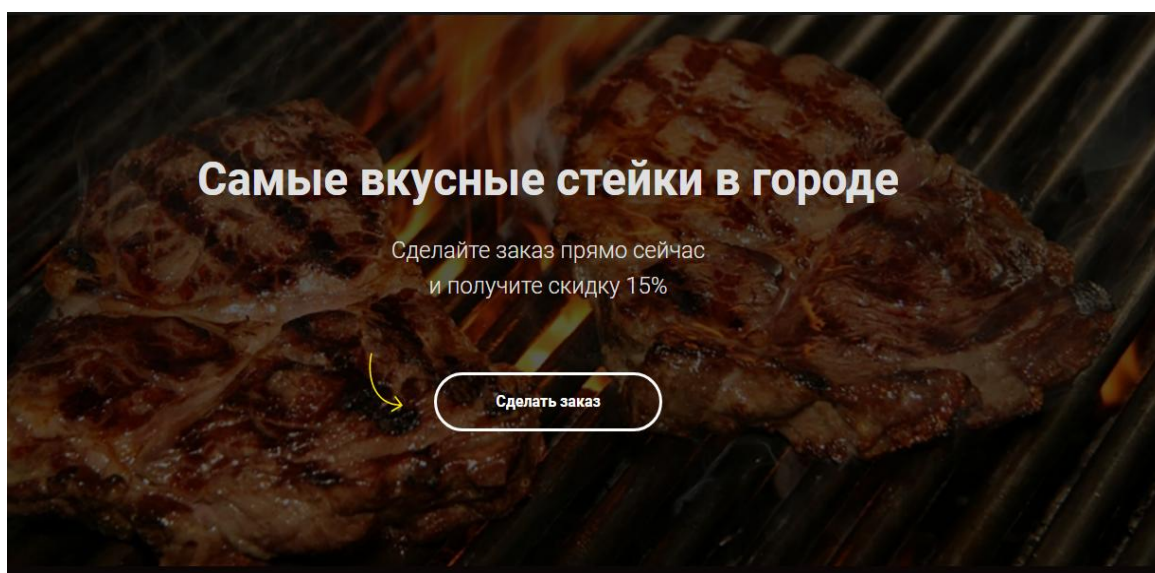 Самые вкусные стейки в городе
Сделайте заказ прямо сейчас
и получите скидку 15%
Сделать заказ